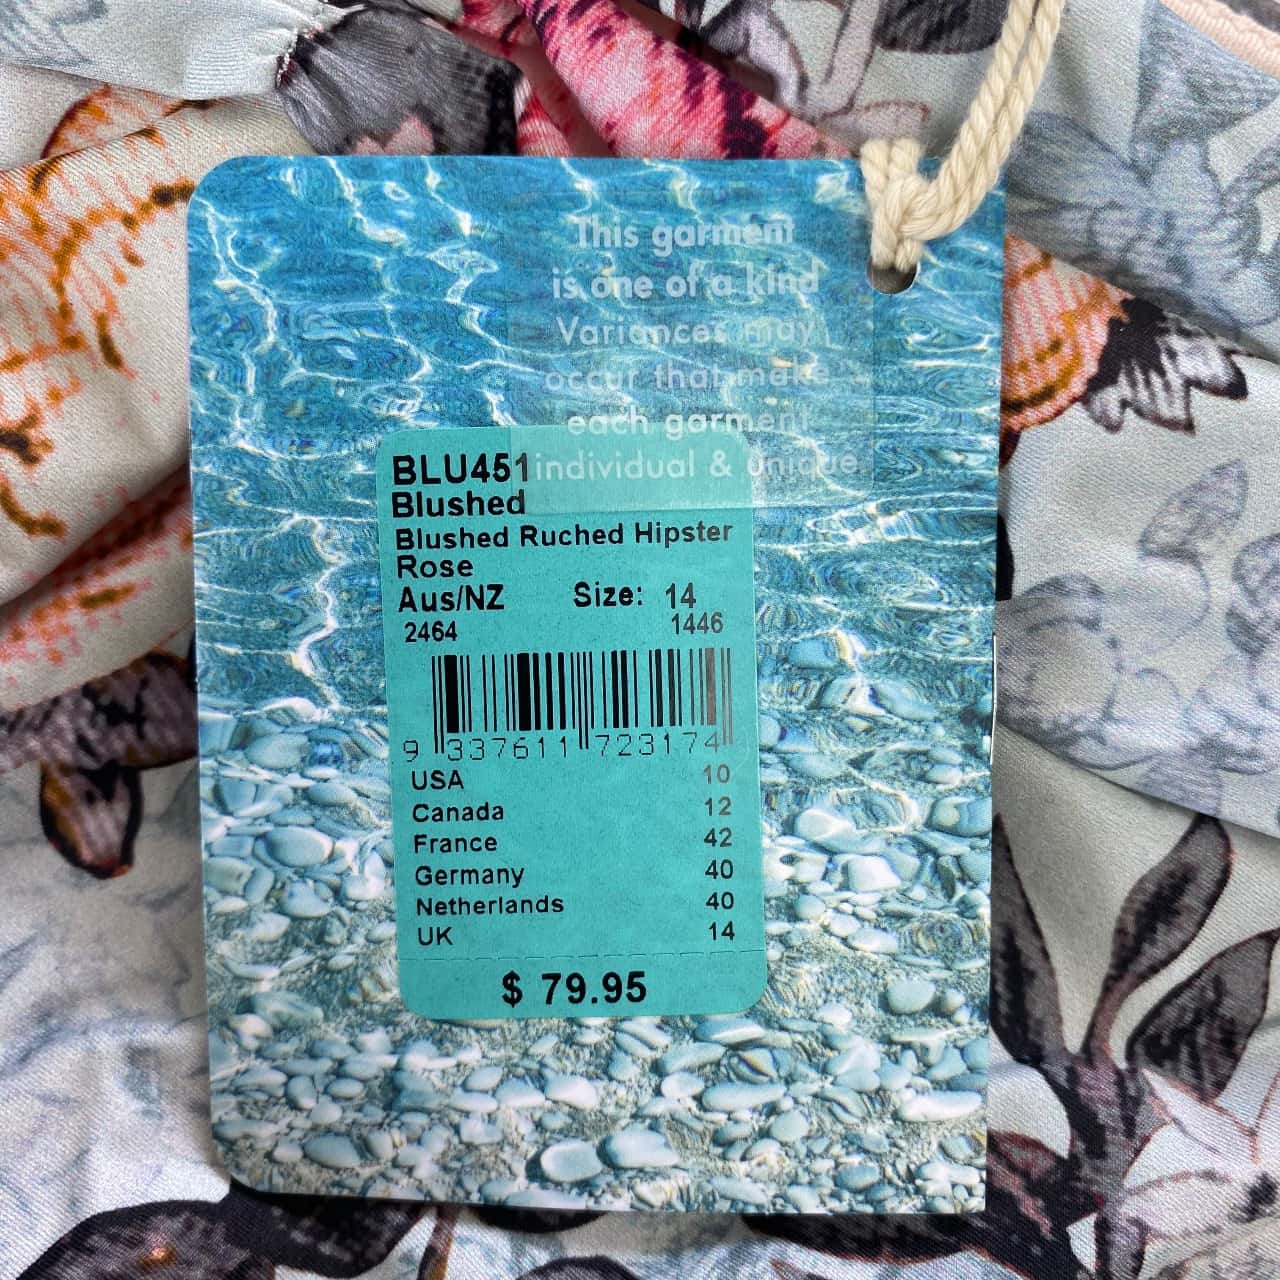 This garment
is one of a kind
Variances may
occur that make
each garment
individual & unique
BLU451
Blushed
Blushed Ruched Hipster
Rose
Aus/NZ Size: 14
2464 1446
9 337611 723174
USA 10
Canada 12
France 42
Germany 40
Netherlands 40
UK 14
$ 79.95